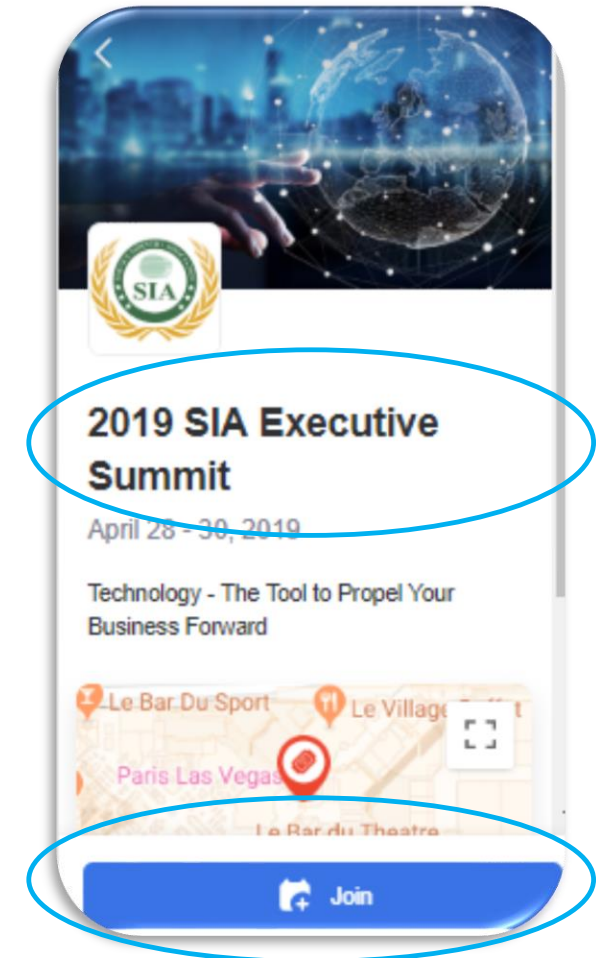 SIA
2019 SIA Executive
Summit
April 28 - 30, 2019
Technology - The Tool to Propel Your
Business Forward
Le Bar Du Sport
Le Village
Paris Las Vegas
Le Bar du Theatre
Join